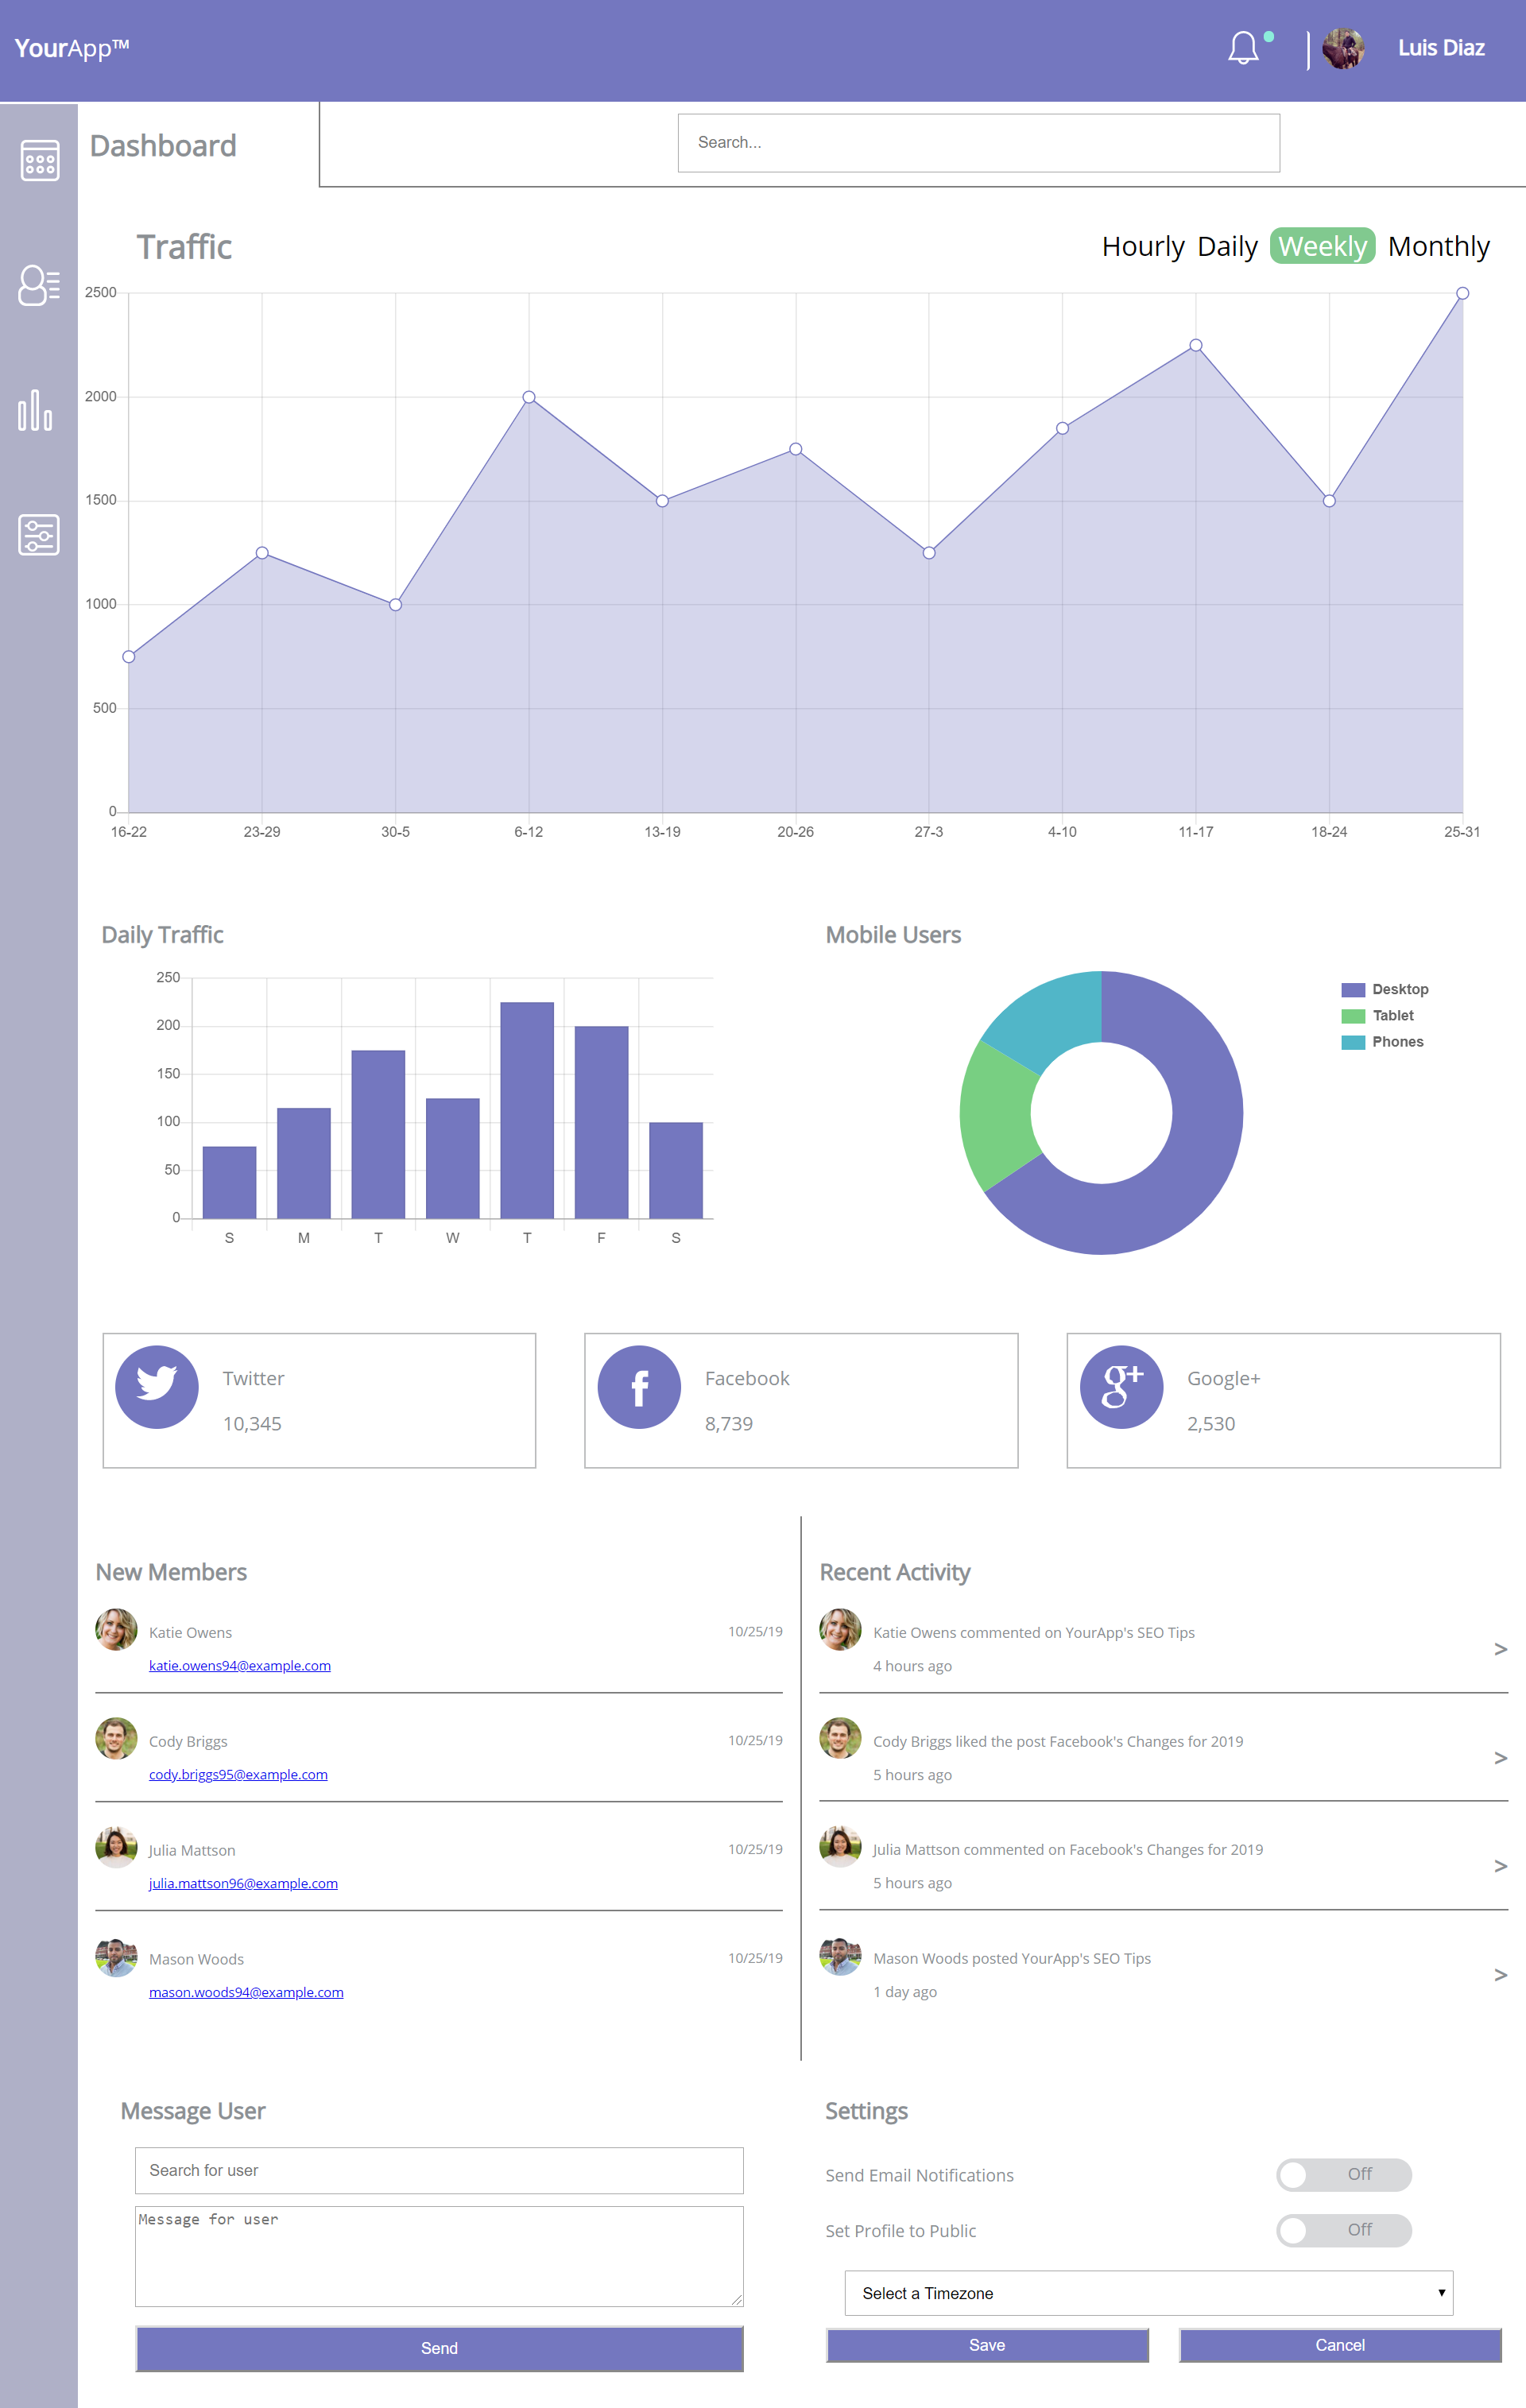 YourApp™
Luis Diaz
Dashboard
Search...
Traffic
Hourly Daily Weekly Monthly
2500
2000
1500
1000
500
0
16-22 23-29 30-5 6-12 13-19 20-26 27-3 4-10 11-17 18-24 25-31
Daily Traffic
250
200
150
100
50
0
S M T W T F S
Mobile Users
Desktop
Tablet
Phones
Twitter
10,345
Facebook
8,739
Google+
2,530
New Members
Katie Owens 10/25/19
katie.owens94@example.com
Cody Briggs 10/25/19
cody.briggs95@example.com
Julia Mattson 10/25/19
julia.mattson96@example.com
Mason Woods 10/25/19
mason.woods94@example.com
Recent Activity
Katie Owens commented on YourApp's SEO Tips
4 hours ago
>
Cody Briggs liked the post Facebook's Changes for 2019
5 hours ago
>
Julia Mattson commented on Facebook's Changes for 2019
5 hours ago
>
Mason Woods posted YourApp's SEO Tips
1 day ago
>
Message User
Search for user
Message for user
Send
Settings
Send Email Notifications Off
Set Profile to Public Off
Select a Timezone
Save Cancel